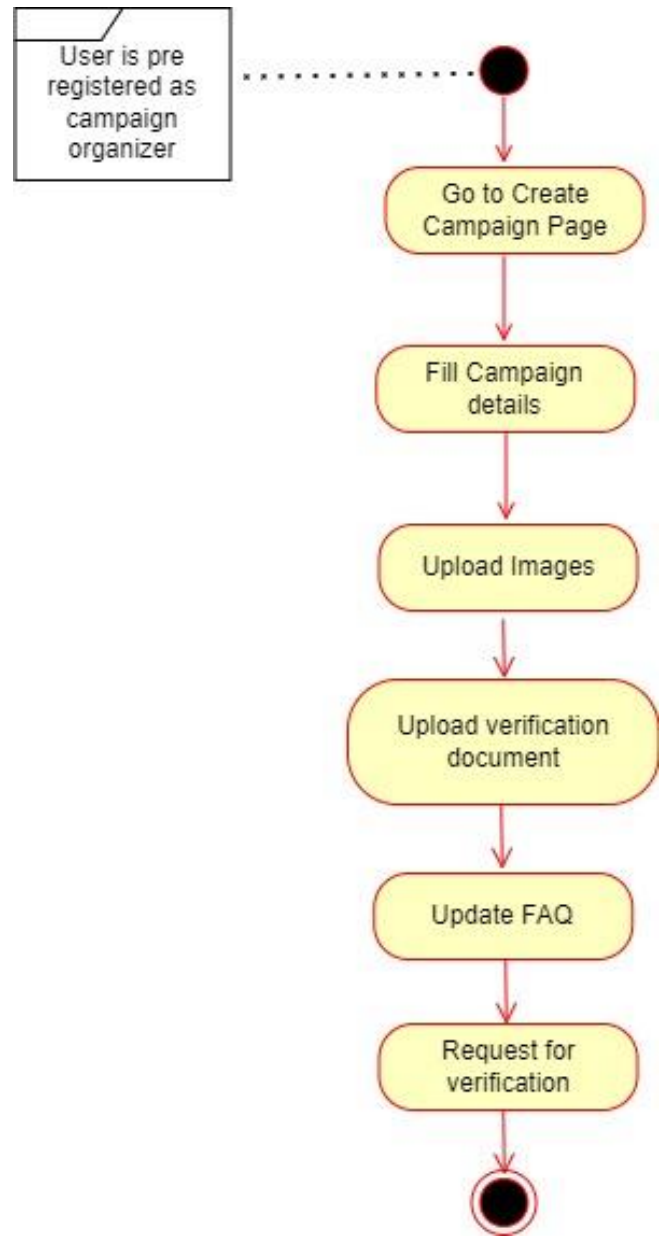 User is pre
registered as
campaign
organizer
Go to Create
Campaign Page
Fill Campaign
details
Upload Images
Upload verification
document
Update FAQ
Request for
verification